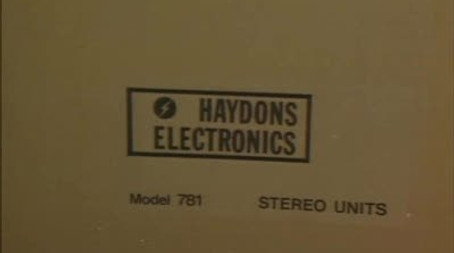 HAYDONS
ELECTRONICS
Model 781 STEREO UNITS